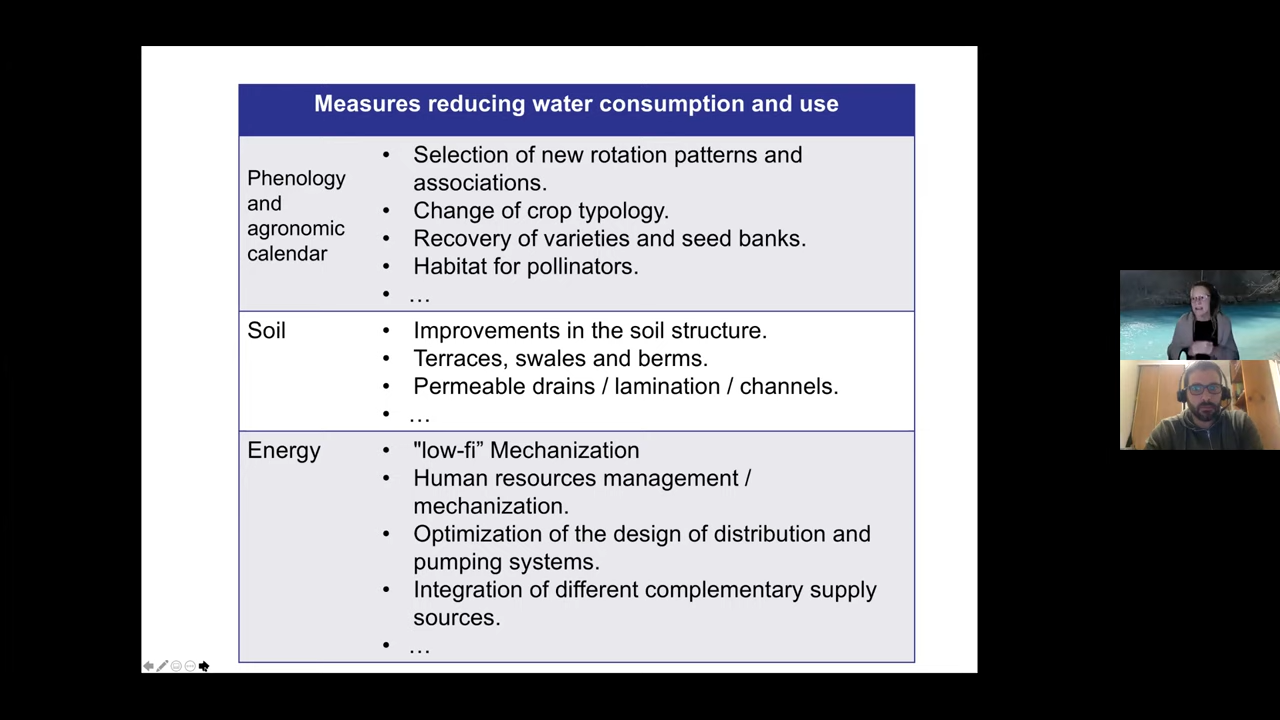 Measures reducing water consumption and use
Phenology
and
agronomic
calendar
• Selection of new rotation patterns and
associations.
• Change of crop typology.
• Recovery of varieties and seed banks.
• Habitat for pollinators.
• …
Soil
• Improvements in the soil structure.
• Terraces, swales and berms.
• Permeable drains / lamination / channels.
• …
Energy
• "low-fi” Mechanization
• Human resources management /
mechanization.
• Optimization of the design of distribution and
pumping systems.
• Integration of different complementary supply
sources.
• …